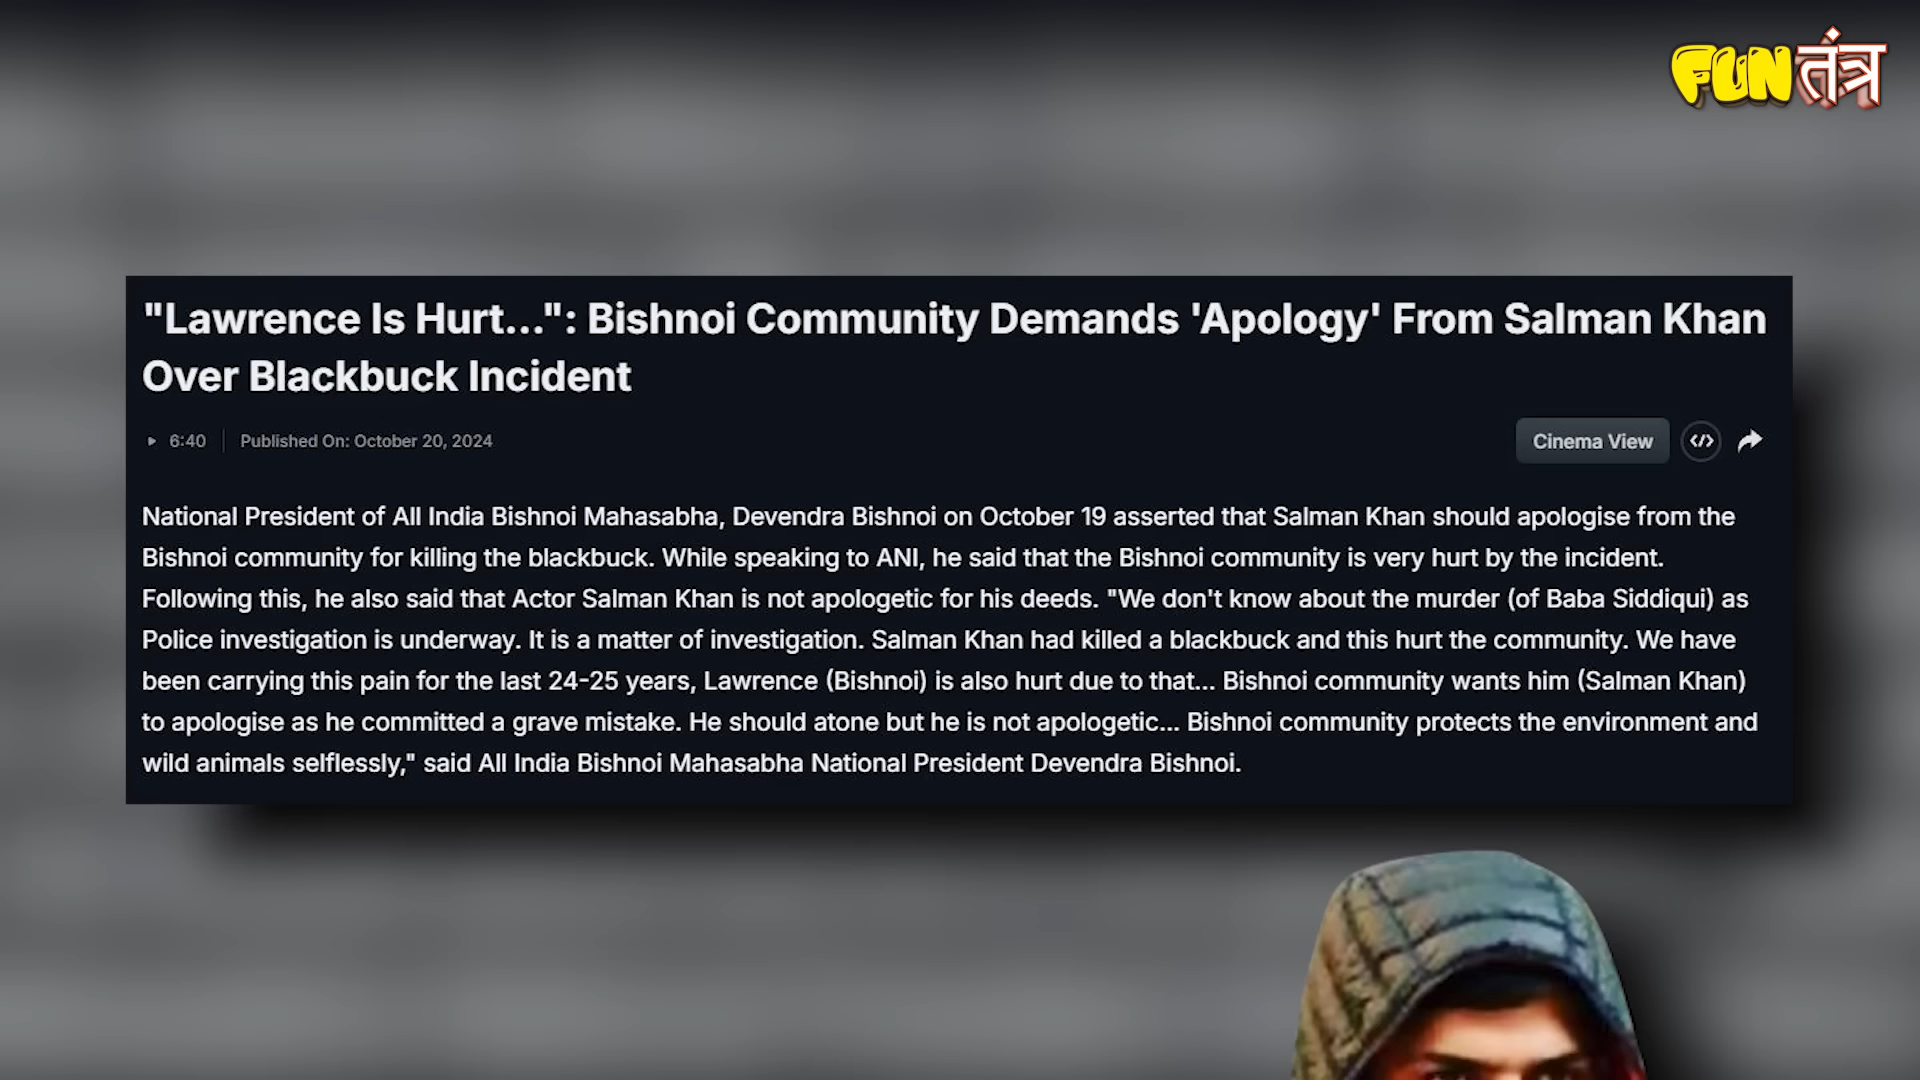 FUNतंत्र
"Lawrence Is Hurt...": Bishnoi Community Demands 'Apology' From Salman Khan
Over Blackbuck Incident
6:40 Published On: October 20, 2024
Cinema View </>
National President of All India Bishnoi Mahasabha, Devendra Bishnoi on October 19 asserted that Salman Khan should apologise from the
Bishnoi community for killing the blackbuck. While speaking to ANI, he said that the Bishnoi community is very hurt by the incident.
Following this, he also said that Actor Salman Khan is not apologetic for his deeds. "We don't know about the murder (of Baba Siddiqui) as
Police investigation is underway. It is a matter of investigation. Salman Khan had killed a blackbuck and this hurt the community. We have
been carrying this pain for the last 24-25 years, Lawrence (Bishnoi) is also hurt due to that... Bishnoi community wants him (Salman Khan)
to apologise as he committed a grave mistake. He should atone but he is not apologetic... Bishnoi community protects the environment and
wild animals selflessly," said All India Bishnoi Mahasabha National President Devendra Bishnoi.